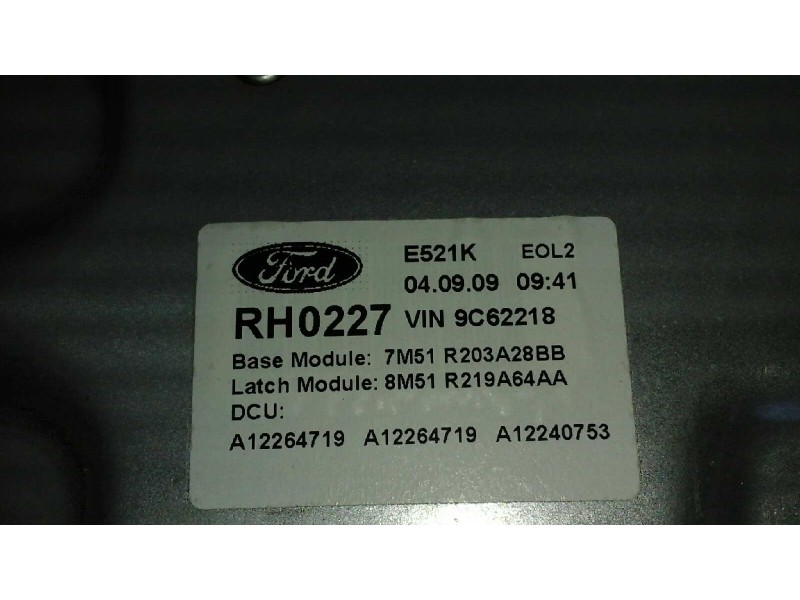 Ford
E521K EOL2
04.09.09 09:41
RH0227 VIN 9C62218
Base Module: 7M51 R203A28BB
Latch Module: 8M51 R219A64AA
DCU:
A12264719 A12264719 A12240753